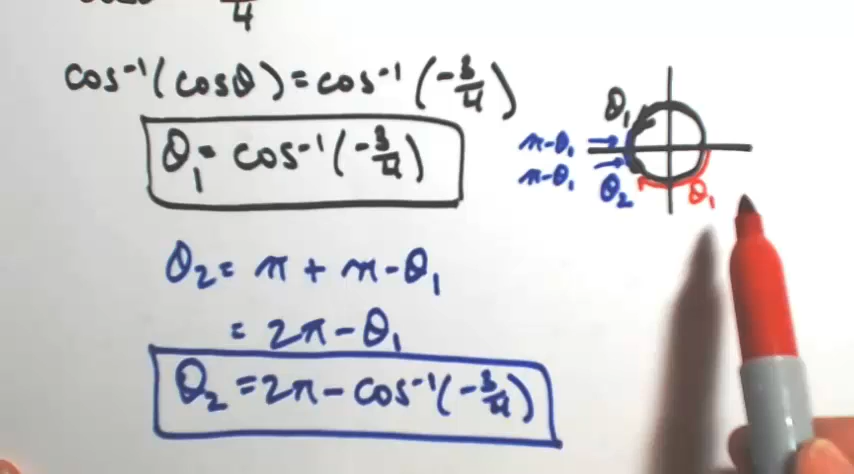 4
cos⁻¹(cosθ) = cos⁻¹(-3/4)
θ₁ = cos⁻¹(-3/4)
θ₁
π-θ₁
π-θ₁
θ₂
θ₁
θ₂ = π + π - θ₁
= 2π - θ₁
θ₂ = 2π - cos⁻¹(-3/4)